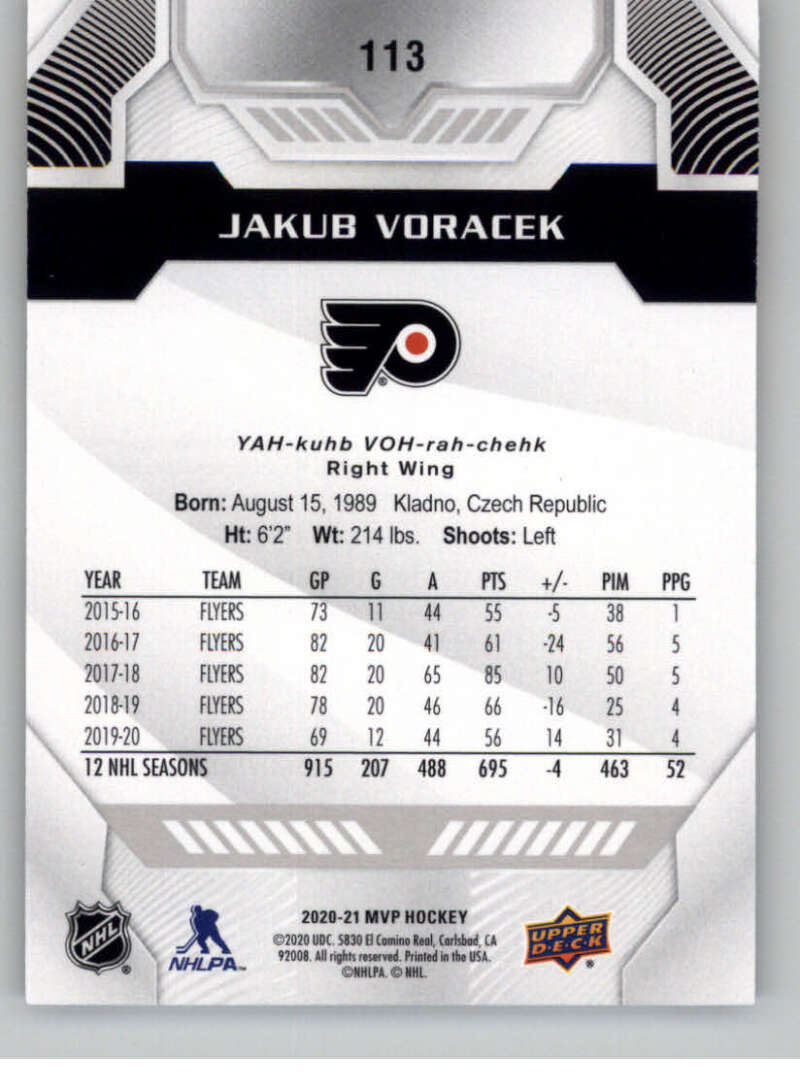 113
JAKUB VORACEK
®
YAH-kuhb VOH-rah-chehk
Right Wing
Born: August 15, 1989 Kladno, Czech Republic
Ht: 6'2" Wt: 214 lbs. Shoots: Left
YEAR TEAM GP G A PTS +/- PIM PPG
2015-16 FLYERS 73 11 44 55 -5 38 1
2016-17 FLYERS 82 20 41 61 -24 56 5
2017-18 FLYERS 82 20 65 85 10 50 5
2018-19 FLYERS 78 20 46 66 -16 25 4
2019-20 FLYERS 69 12 44 56 14 31 4
12 NHL SEASONS 915 207 488 695 -4 463 52
NHL ®
NHLPA™
2020-21 MVP HOCKEY
©2020 UDC. 5830 El Camino Real, Carlsbad, CA
92008. All rights reserved. Printed in the USA.
©NHLPA. © NHL.
UPPER
D·E·C·K
®